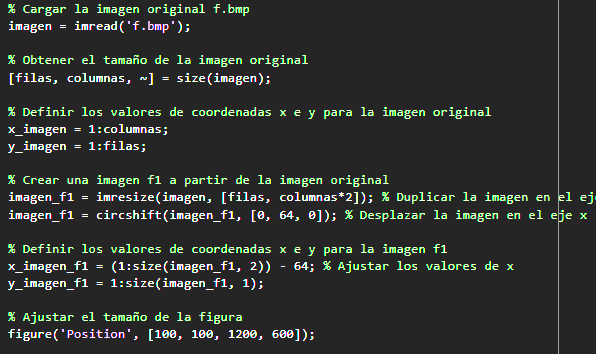 % Cargar la imagen original f.bmp
imagen = imread('f.bmp');
% Obtener el tamaño de la imagen original
[filas, columnas, ~] = size(imagen);
% Definir los valores de coordenadas x e y para la imagen original
x_imagen = 1:columnas;
y_imagen = 1:filas;
% Crear una imagen f1 a partir de la imagen original
imagen_f1 = imresize(imagen, [filas, columnas*2]); % Duplicar la imagen en el eje
imagen_f1 = circshift(imagen_f1, [0, 64, 0]); % Desplazar la imagen en el eje x
% Definir los valores de coordenadas x e y para la imagen f1
x_imagen_f1 = (1:size(imagen_f1, 2)) - 64; % Ajustar los valores de x
y_imagen_f1 = 1:size(imagen_f1, 1);
% Ajustar el tamaño de la figura
figure('Position', [100, 100, 1200, 600]);